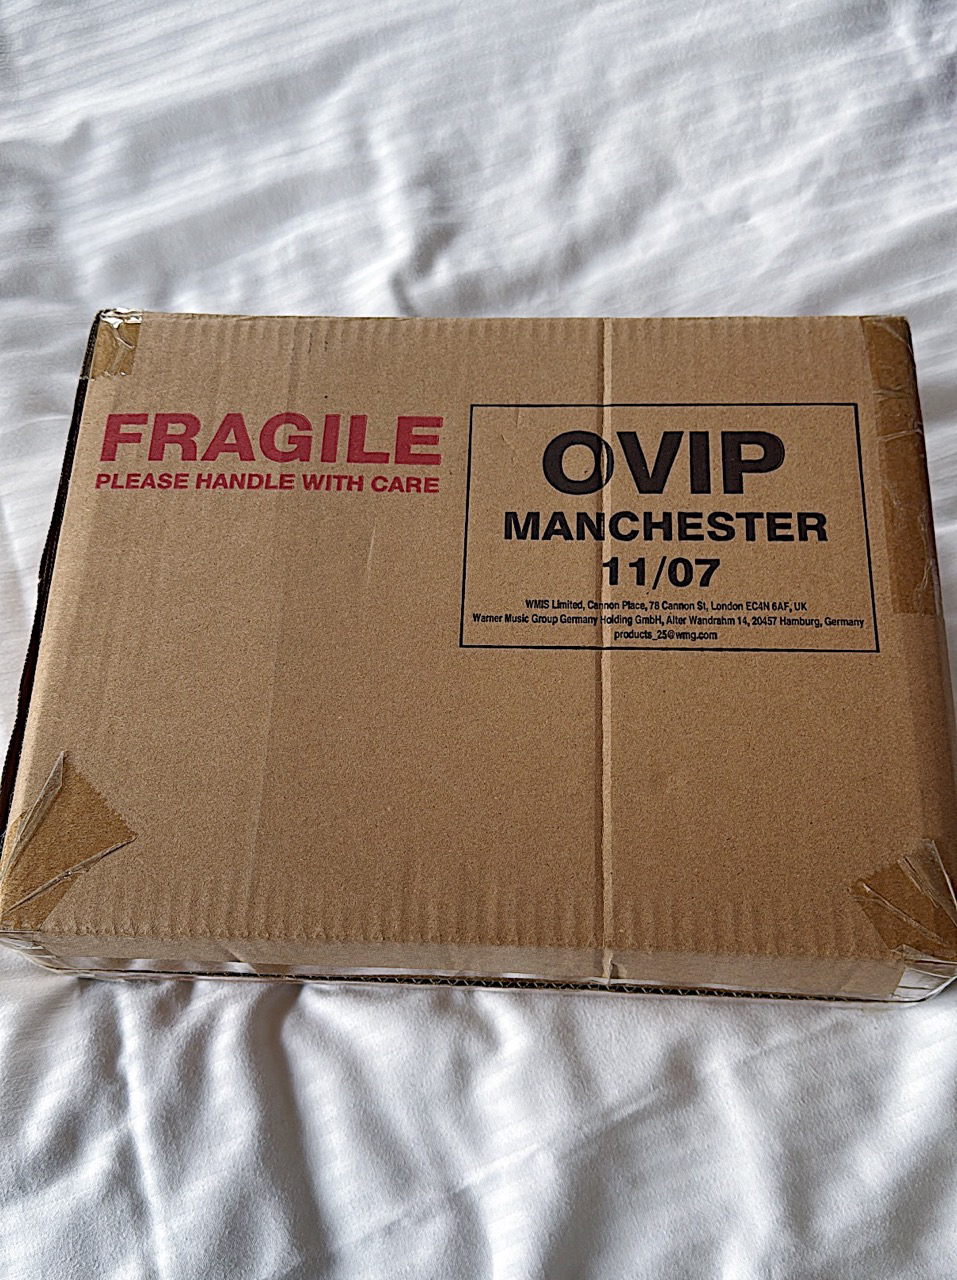 FRAGILE
PLEASE HANDLE WITH CARE
OVIP
MANCHESTER
11/07
WMIS Limited, Cannon Place, 78 Cannon St, London EC4N 6AF, UK
Warner Music Group Germany Holding GmbH, Alter Wandrahm 14, 20457 Hamburg, Germany
products_25@wmg.com